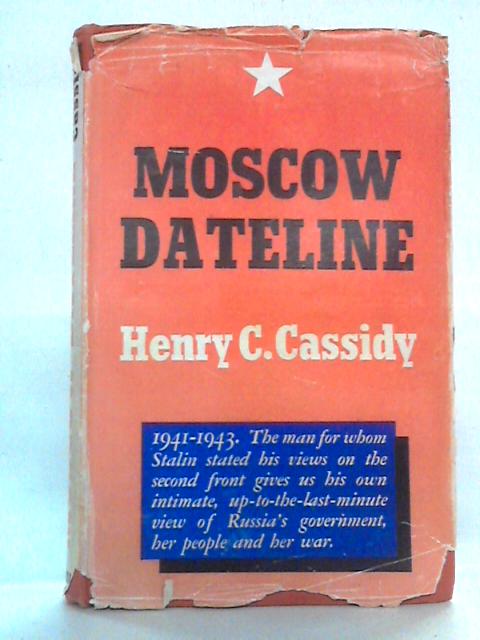 MOSCOW
DATELINE
Henry C. Cassidy
1941-1943. The man for whom
Stalin stated his views on the
second front gives us his own
intimate, up-to-the-last-minute
view of Russia's government,
her people and her war.